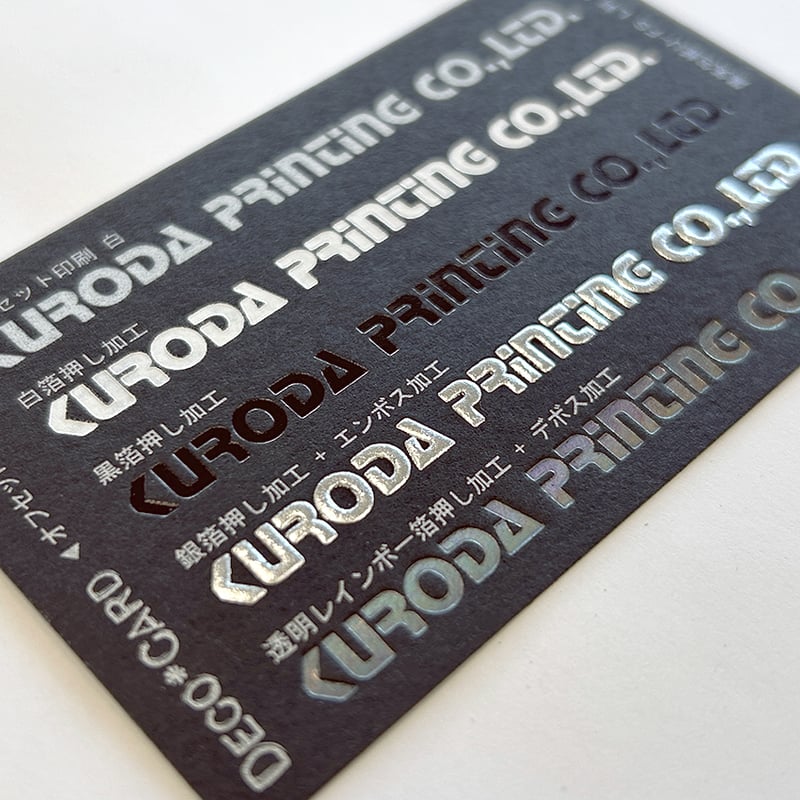 セット印刷 白
KURODA PRINTING CO.,LTD.
白箔押し加工
KURODA PRINTING CO.,LTD.
黒箔押し加工
KURODA PRINTING CO.,LTD.
銀箔押し加工 + エンボス加工
KURODA PRINTING CO.,LTD
透明レインボー箔押し加工 + デボス加工
KURODA PRINTING CO
DECO*CARD ▲オフセット